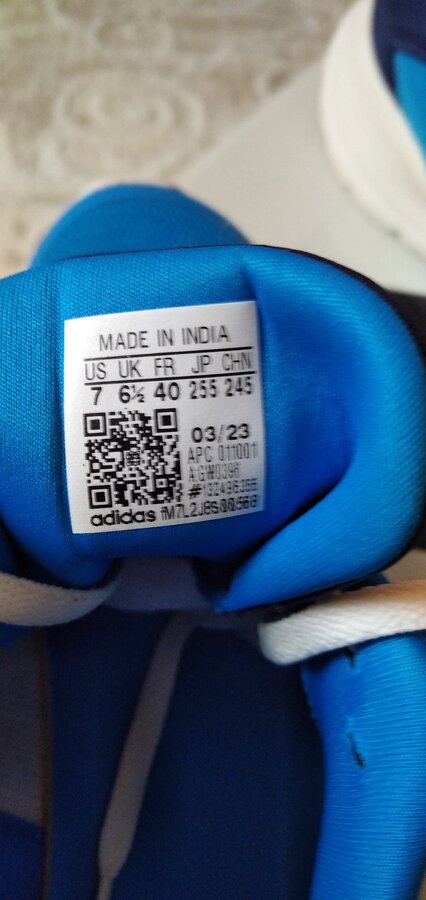 MADE IN INDIA
US UK FR JP CHN
7 6½ 40 255 245
03/23
APC 011001
adidas